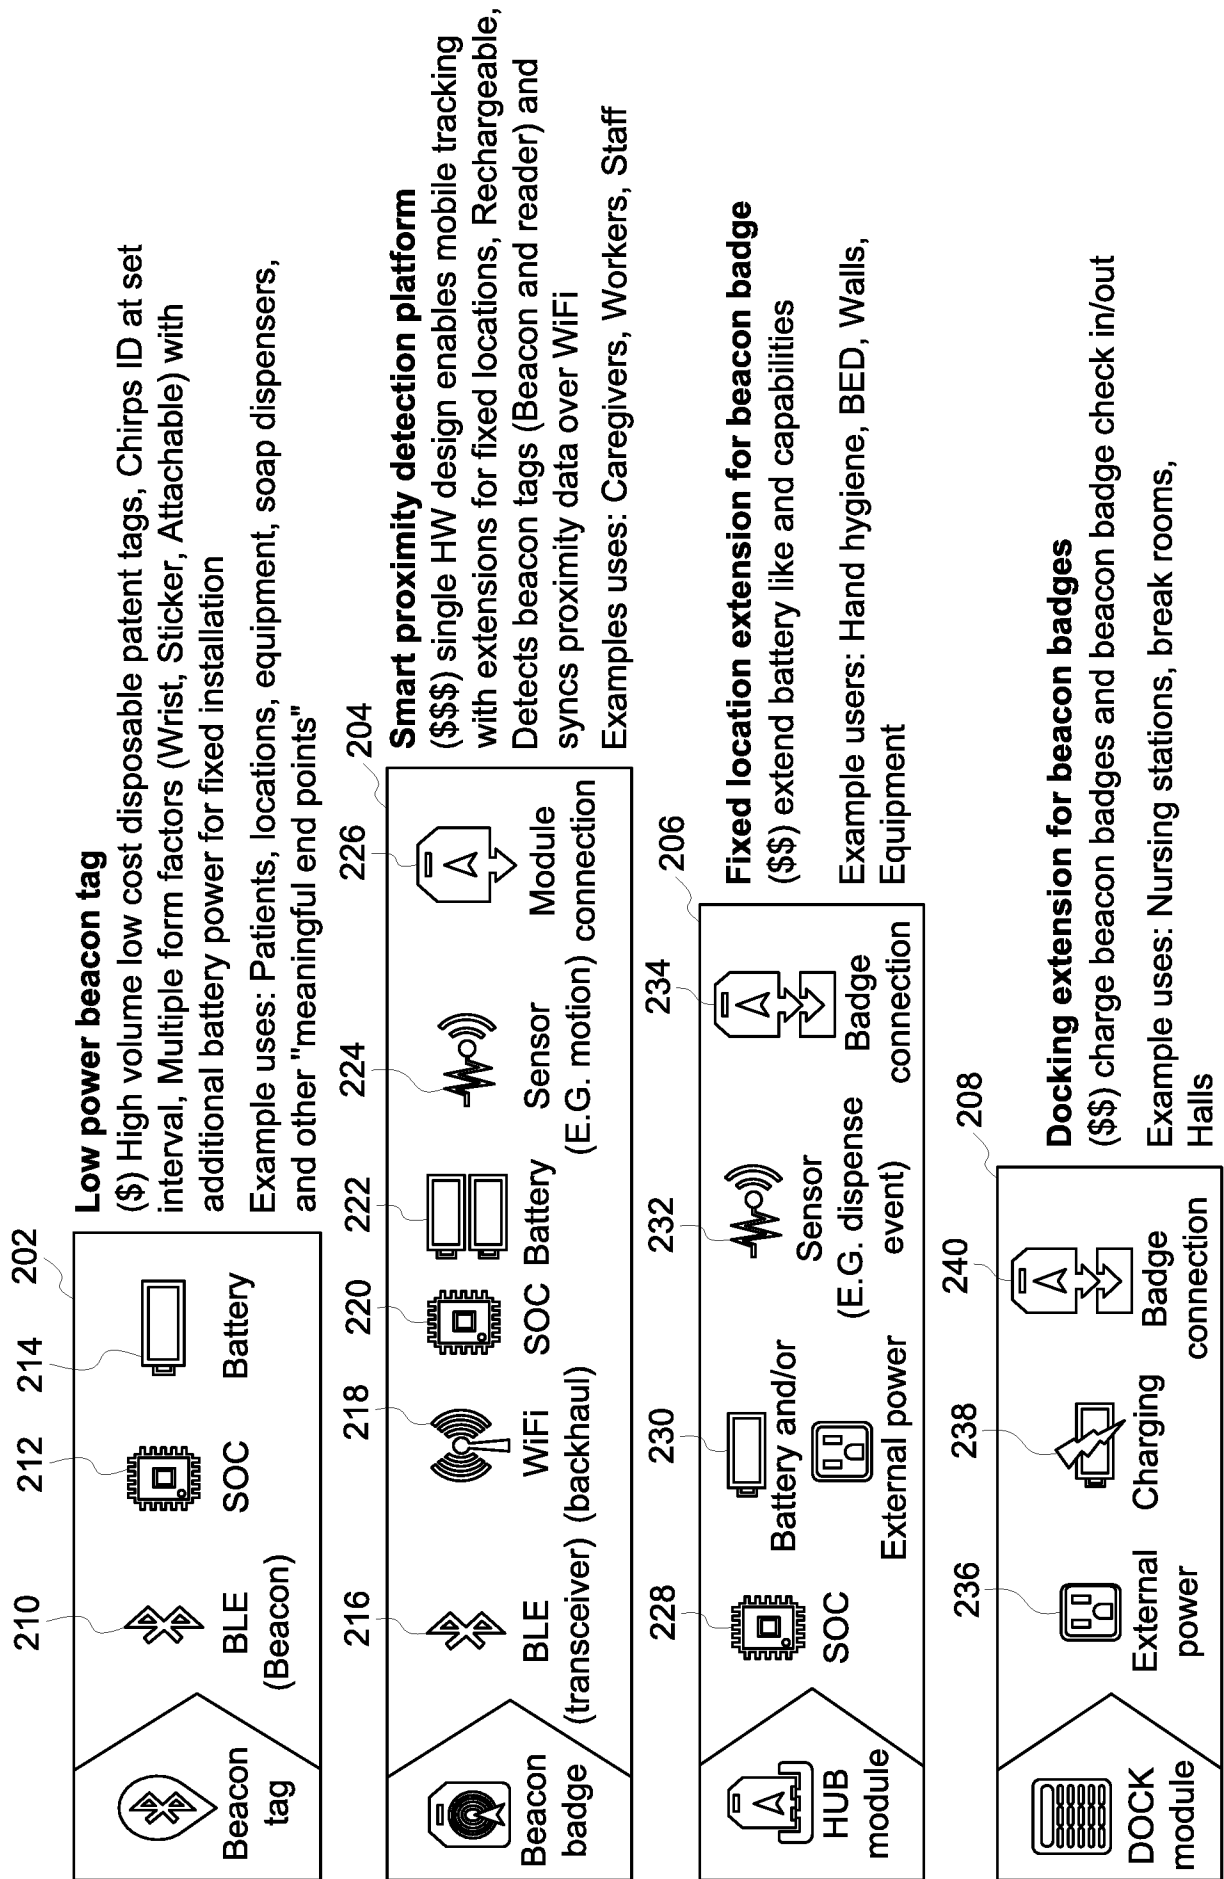 202
210
212
214
Beacon
tag
BLE
(Beacon)
SOC
Battery
Low power beacon tag
($) High volume low cost disposable patent tags, Chirps ID at set
interval, Multiple form factors (Wrist, Sticker, Attachable) with
additional battery power for fixed installation
Example uses: Patients, locations, equipment, soap dispensers,
and other "meaningful end points"
204
216
218
220
222
224
226
Beacon
badge
BLE
(transceiver)
WiFi
(backhaul)
SOC
Battery
Sensor
(E.G. motion)
Module
connection
Smart proximity detection platform
($$$) single HW design enables mobile tracking
with extensions for fixed locations, Rechargeable,
Detects beacon tags (Beacon and reader) and
syncs proximity data over WiFi
Examples uses: Caregivers, Workers, Staff
206
228
230
232
234
HUB
module
SOC
Battery and/or
External power
Sensor
(E.G. dispense
event)
Badge
connection
Fixed location extension for beacon badge
($$) extend battery like and capabilities
Example users: Hand hygiene, BED, Walls,
Equipment
208
236
238
240
DOCK
module
External
power
Charging
Badge
connection
Docking extension for beacon badges
($$) charge beacon badges and beacon badge check in/out
Example uses: Nursing stations, break rooms,
Halls